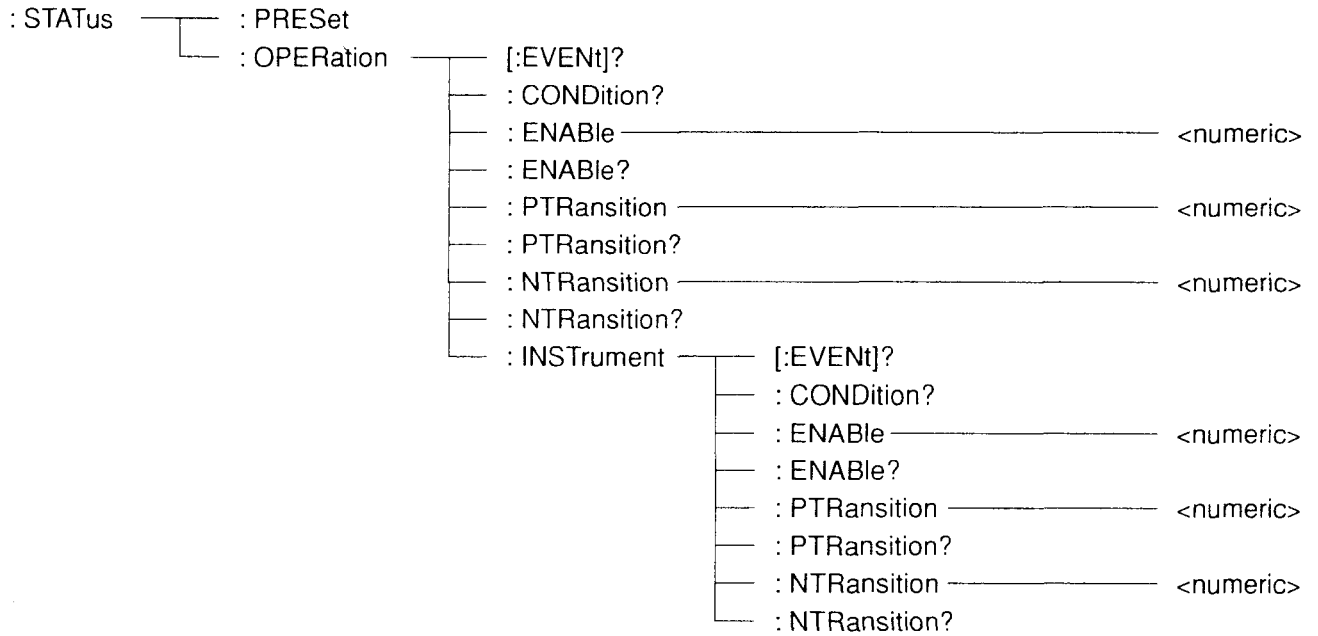 : STATus : PRESet
: OPERation [:EVENt]?
: CONDition?
: ENABle <numeric>
: ENABle?
: PTRansition <numeric>
: PTRansition?
: NTRansition <numeric>
: NTRansition?
: INSTrument [:EVENt]?
: CONDition?
: ENABle <numeric>
: ENABle?
: PTRansition <numeric>
: PTRansition?
: NTRansition <numeric>
: NTRansition?